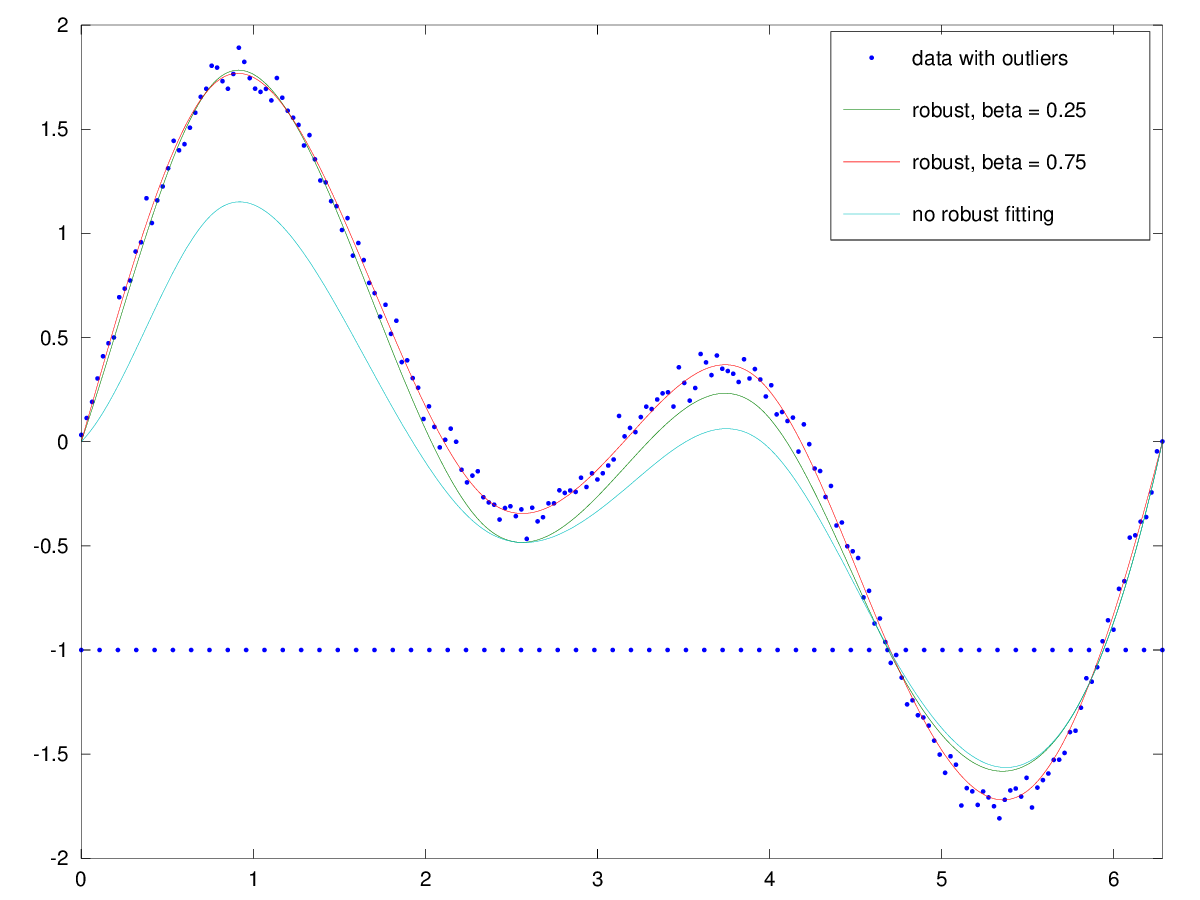 2
1.5
1
0.5
0
-0.5
-1
-1.5
-2
0 1 2 3 4 5 6
data with outliers
robust, beta = 0.25
robust, beta = 0.75
no robust fitting